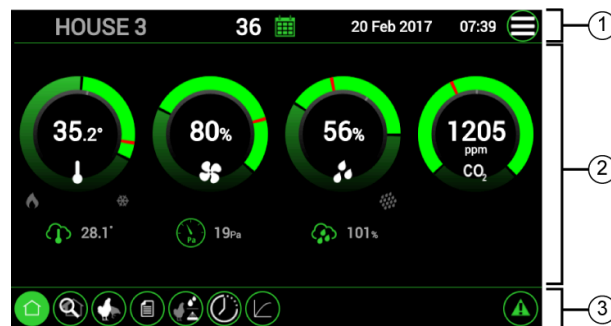 HOUSE 3 36 20 Feb 2017 07:39
35.2° 80% 56% 1205 ppm CO₂
28.1° Pa 19Pa 101%
1
2
3